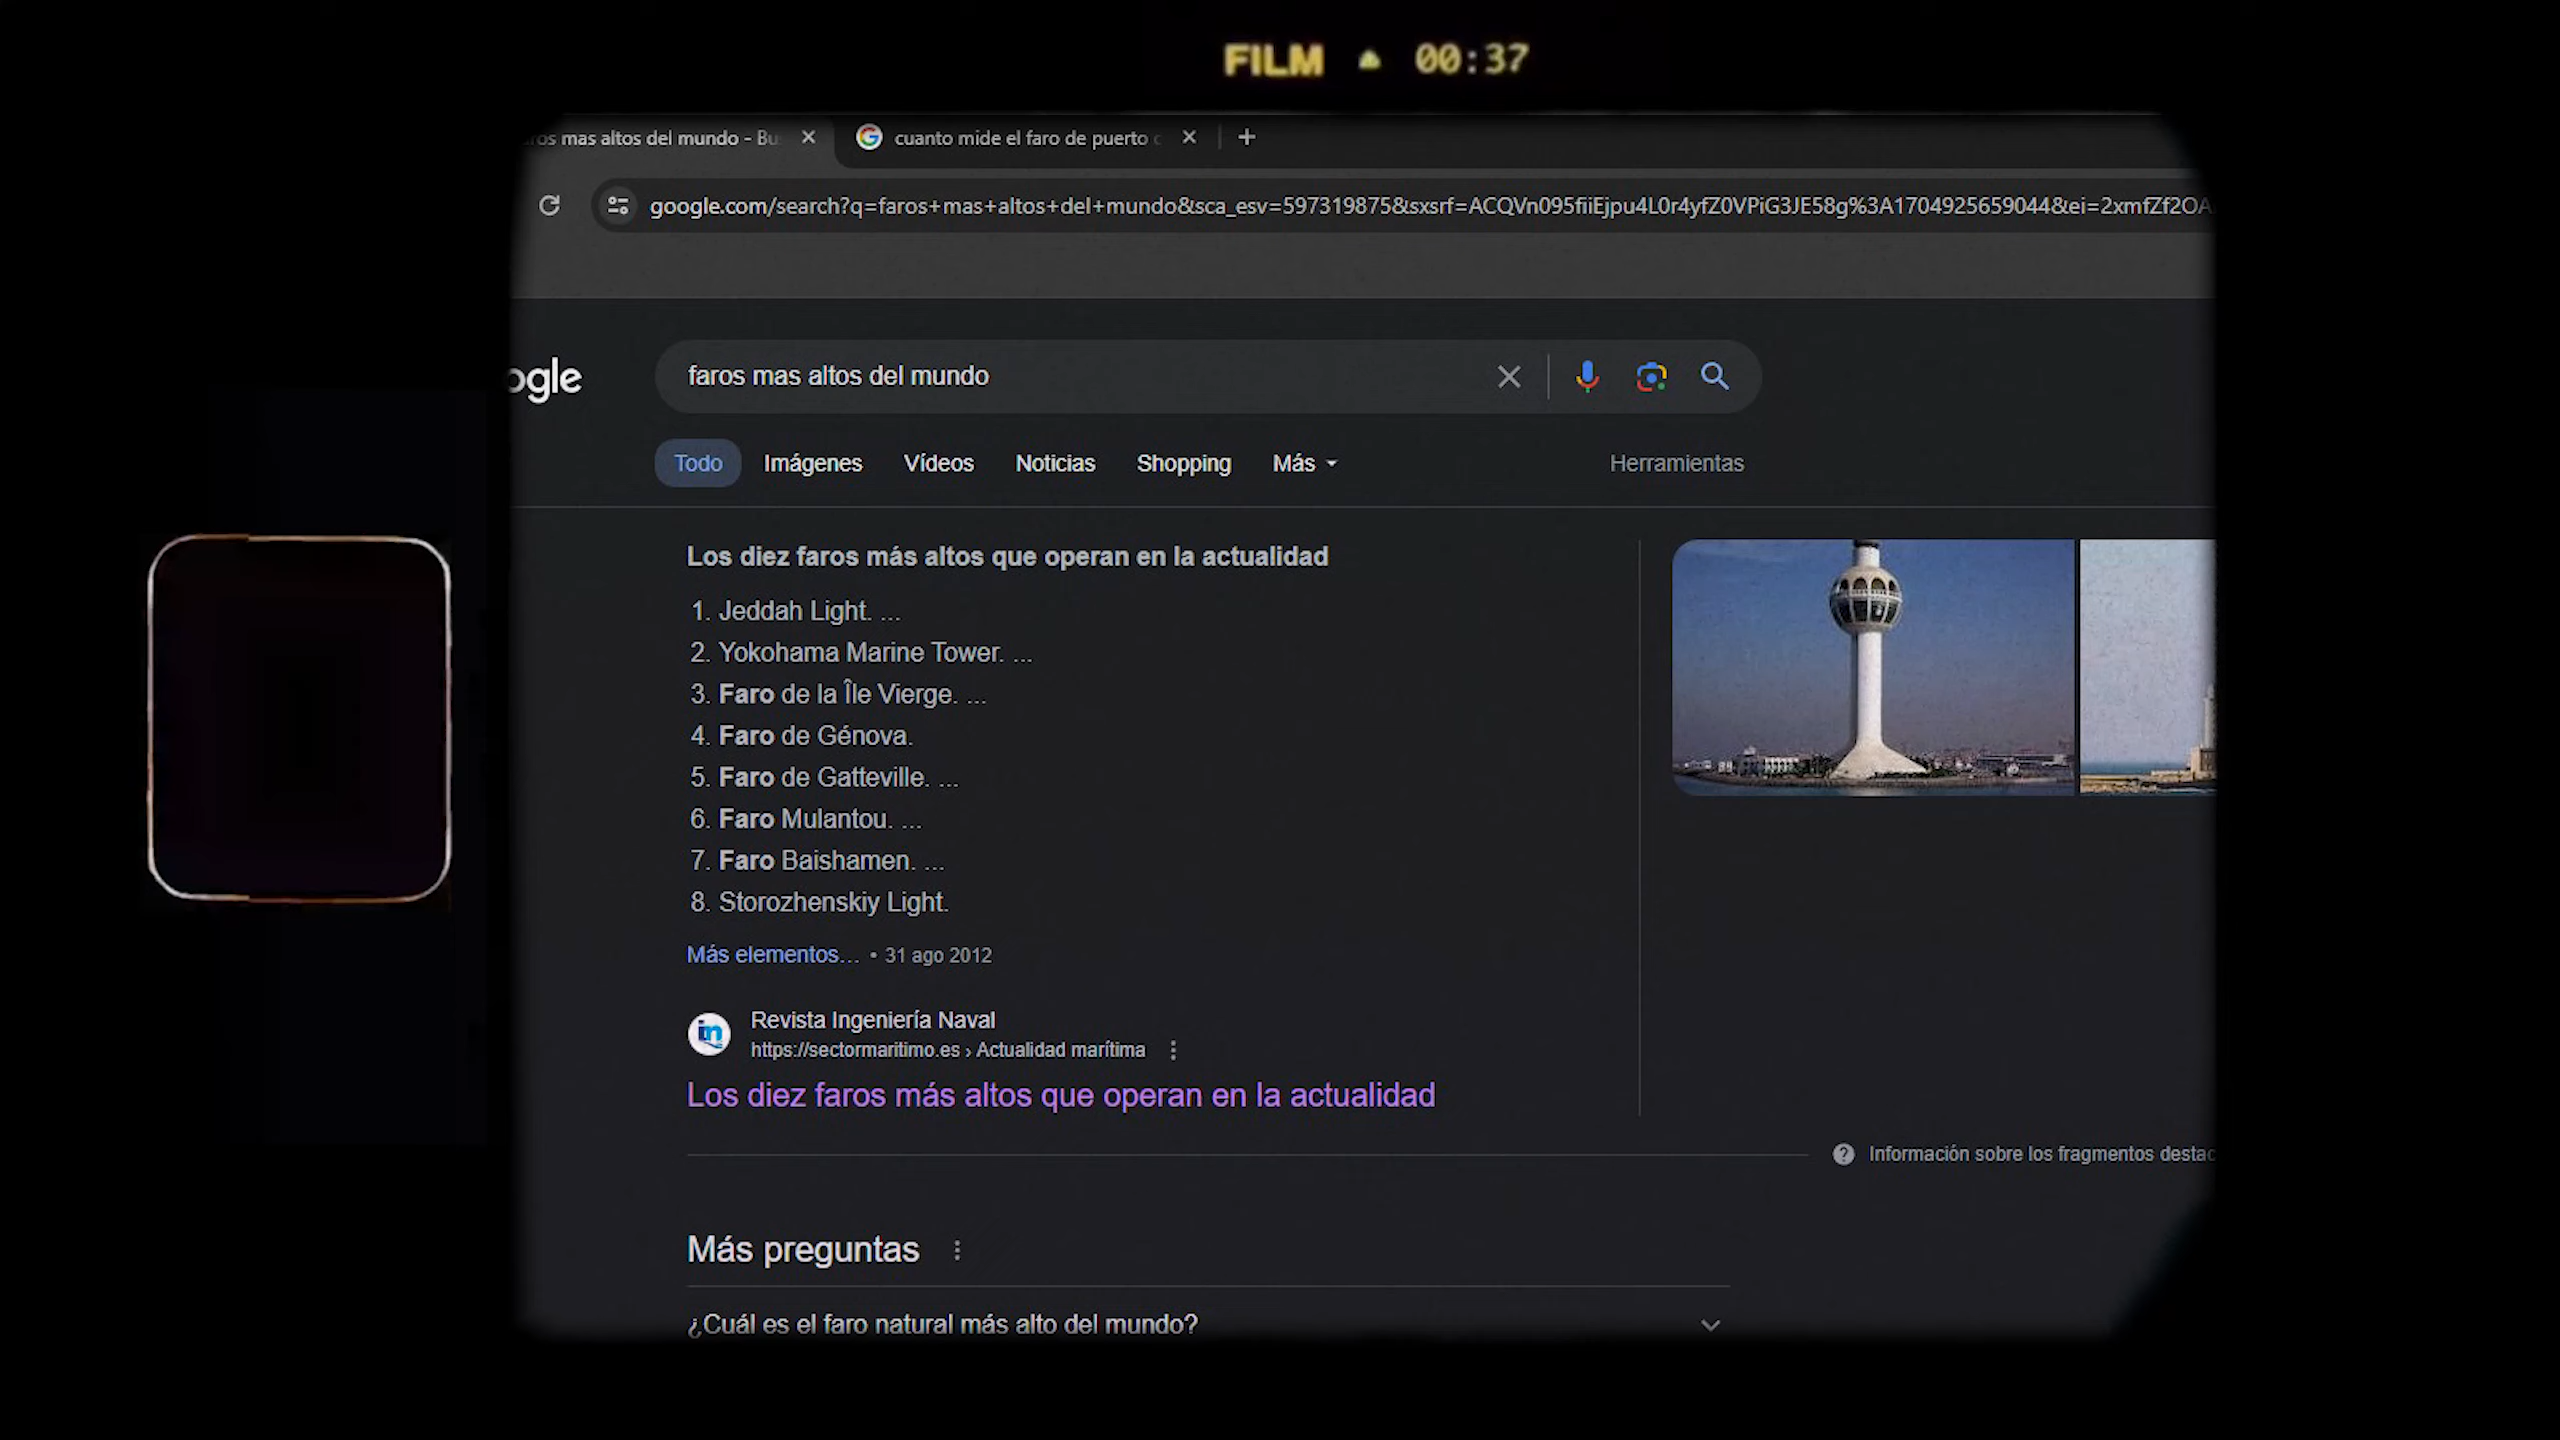 FILM 00:37
ros mas altos del mundo - Bu
cuanto mide el faro de puerto
google.com/search?q=faros+mas+altos+del+mundo&sca_esv=597319875&sxsrf=ACQVn095fiiEjpu4L0r4yfZ0VPiG3JE58g%3A1704925659044&ei=2xmfZf2OA
ogle
faros mas altos del mundo
Todo Imágenes Vídeos Noticias Shopping Más Herramientas
Los diez faros más altos que operan en la actualidad
1. Jeddah Light. ...
2. Yokohama Marine Tower. ...
3. Faro de la Île Vierge. ...
4. Faro de Génova.
5. Faro de Gatteville. ...
6. Faro Mulantou. ...
7. Faro Baishamen. ...
8. Storozhenskiy Light.
Más elementos... • 31 ago 2012
in
Revista Ingeniería Naval
https://sectormaritimo.es › Actualidad marítima
Los diez faros más altos que operan en la actualidad
Información sobre los fragmentos destac
Más preguntas
¿Cuál es el faro natural más alto del mundo?